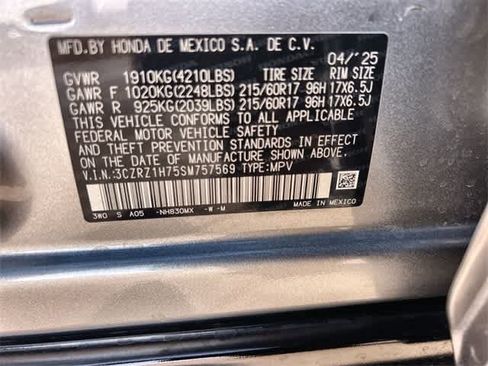 MFD.BY HONDA DE MEXICO S.A. DE C.V.
04/'25
GVWR 1910KG(4210LBS) TIRE SIZE RIM SIZE
GAWR F 1020KG(2248LBS) 215/60R17 96H 17X6.5J
GAWR R 925KG(2039LBS) 215/60R17 96H 17X6.5J
THIS VEHICLE CONFORMS TO ALL APPLICABLE
FEDERAL MOTOR VEHICLE SAFETY
AND THEFT PREVENTION STANDARDS IN EFFECT
ON THE DATE OF MANUFACTURE SHOWN ABOVE.
V.I.N.:3CZRZ1H75SM757569 TYPE:MPV
3W0 S A05 -NH830MX -W -M
MADE IN MEXICO